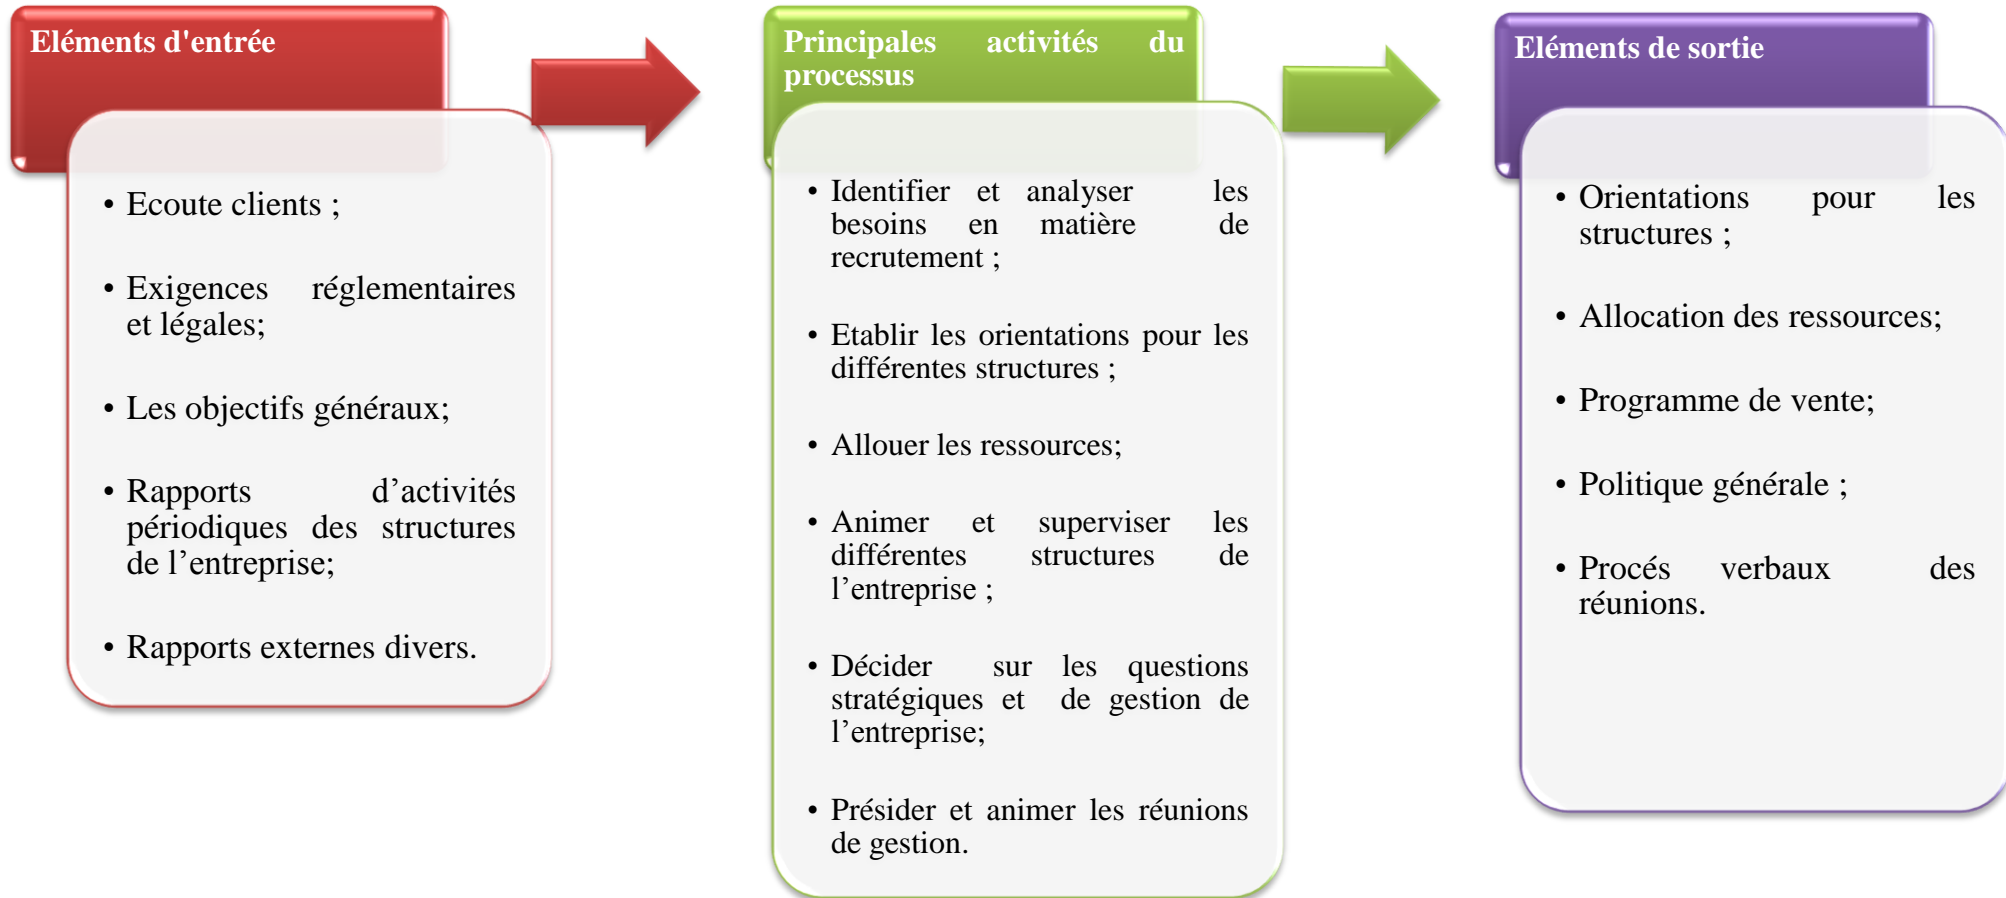 Eléments d'entrée
• Ecoute clients ;
• Exigences réglementaires
et légales;
• Les objectifs généraux;
• Rapports d’activités
périodiques des structures
de l’entreprise;
• Rapports externes divers.
Principales activités du
processus
• Identifier et analyser les
besoins en matière de
recrutement ;
• Etablir les orientations pour les
différentes structures ;
• Allouer les ressources;
• Animer et superviser les
différentes structures de
l’entreprise ;
• Décider sur les questions
stratégiques et de gestion de
l’entreprise;
• Présider et animer les réunions
de gestion.
Eléments de sortie
• Orientations pour les
structures ;
• Allocation des ressources;
• Programme de vente;
• Politique générale ;
• Procés verbaux des
réunions.